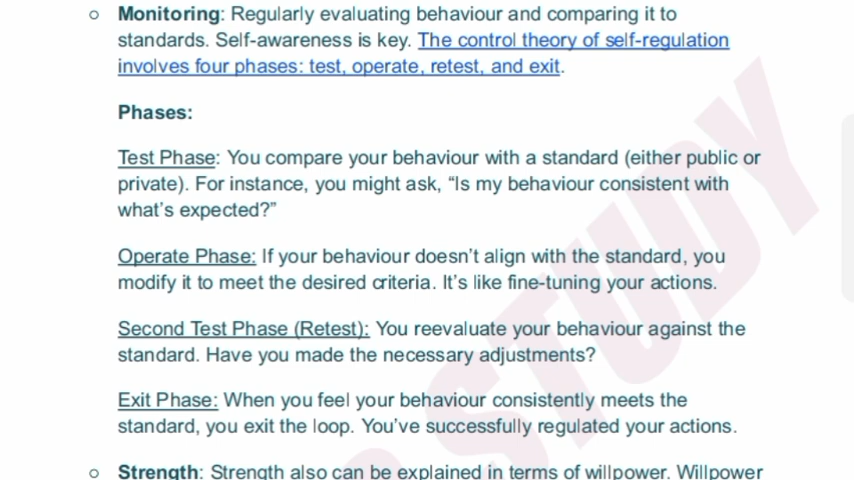 ○ Monitoring: Regularly evaluating behaviour and comparing it to
standards. Self-awareness is key. The control theory of self-regulation
involves four phases: test, operate, retest, and exit.
Phases:
Test Phase: You compare your behaviour with a standard (either public or
private). For instance, you might ask, “Is my behaviour consistent with
what’s expected?”
Operate Phase: If your behaviour doesn’t align with the standard, you
modify it to meet the desired criteria. It’s like fine-tuning your actions.
Second Test Phase (Retest): You reevaluate your behaviour against the
standard. Have you made the necessary adjustments?
Exit Phase: When you feel your behaviour consistently meets the
standard, you exit the loop. You’ve successfully regulated your actions.
○ Strength: Strength also can be explained in terms of willpower. Willpower
STUDY